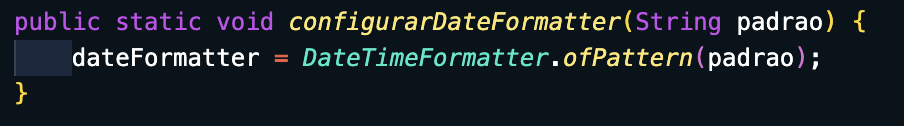 public static void configurarDateFormatter(String padrao) {
    dateFormatter = DateTimeFormatter.ofPattern(padrao);
}